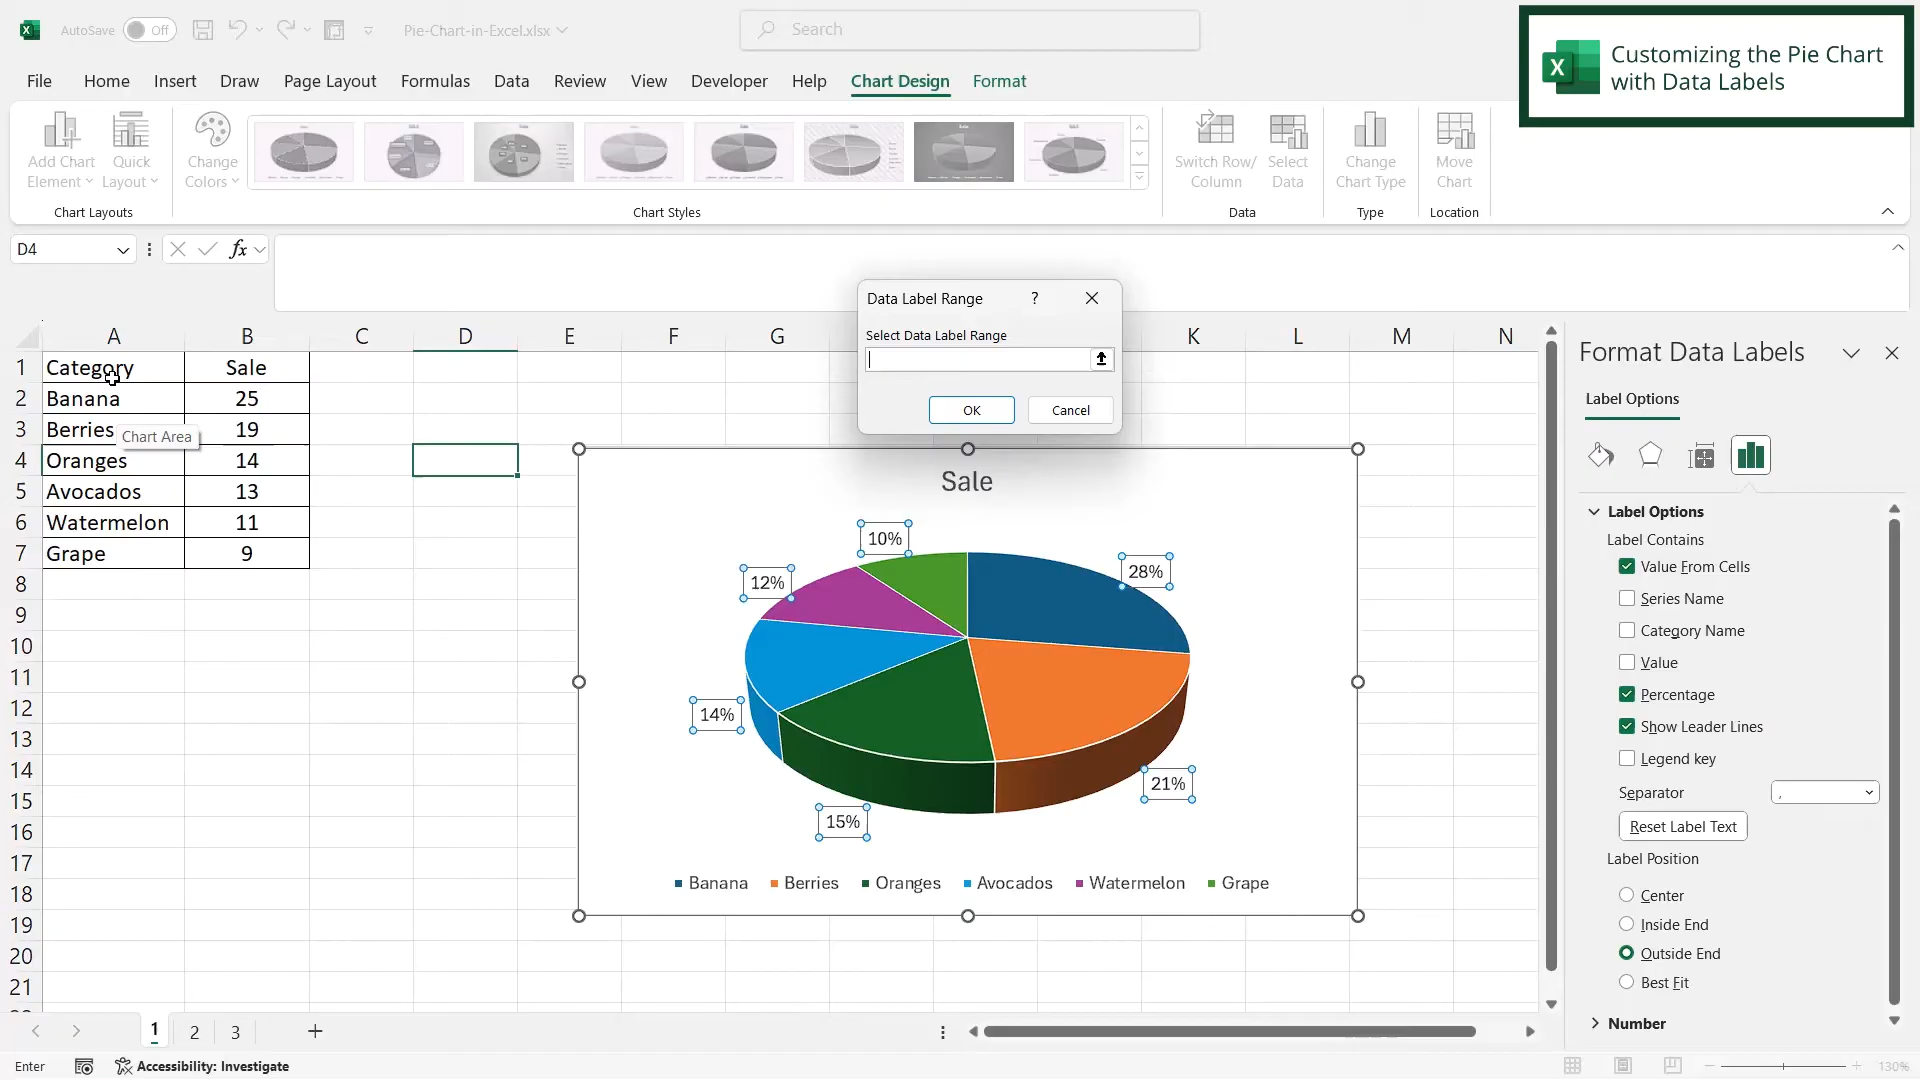 AutoSave Off
Pie-Chart-in-Excel.xlsx
Search
Customizing the Pie Chart
with Data Labels
File Home Insert Draw Page Layout Formulas Data Review View Developer Help Chart Design Format
Add Chart
Element
Quick
Layout
Change
Colors
Switch Row/
Column
Select
Data
Change
Chart Type
Move
Chart
Chart Layouts
Chart Styles
Data
Type
Location
D4
fx
Data Label Range ?
Select Data Label Range
OK Cancel
A B C D E F G K L M N
1 Category Sale
2 Banana 25
3 Berries 19
Chart Area
4 Oranges 14
5 Avocados 13
6 Watermelon 11
7 Grape 9
8
9
10
11
12
13
14
15
16
17
18
19
20
21
Sale
10%
28%
12%
14%
21%
15%
Banana Berries Oranges Avocados Watermelon Grape
Format Data Labels
Label Options
Label Options
Label Contains
Value From Cells
Series Name
Category Name
Value
Percentage
Show Leader Lines
Legend key
Separator ,
Reset Label Text
Label Position
Center
Inside End
Outside End
Best Fit
Number
1 2 3
Enter
Accessibility: Investigate
130%